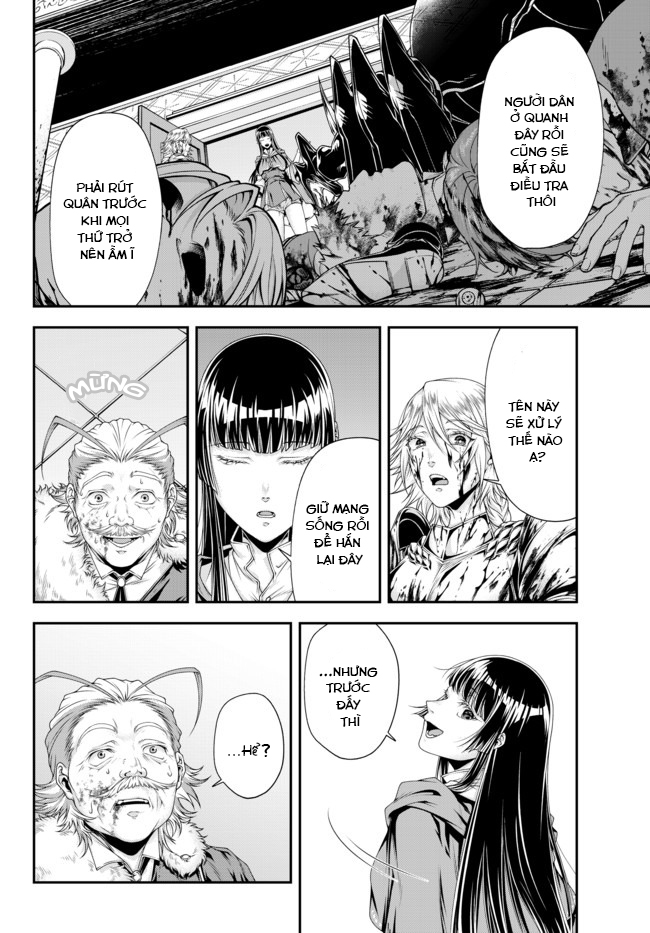 NGƯỜI DÂN
Ở QUANH
ĐÂY RỒI
CŨNG SẼ
BẮT ĐẦU
ĐIỀU TRA
THÔI
PHẢI RÚT
QUÂN TRƯỚC
KHI MỌI
THỨ TRỞ
NÊN ẦM Ĩ
TÊN NÀY
SẼ XỬ LÝ
THẾ NÀO
Ạ?
GIỮ MẠNG
SỐNG RỒI
ĐỂ HẮN
LẠI ĐÂY
MỪNG
...NHƯNG
TRƯỚC
ĐẤY
THÌ
...HỂ?